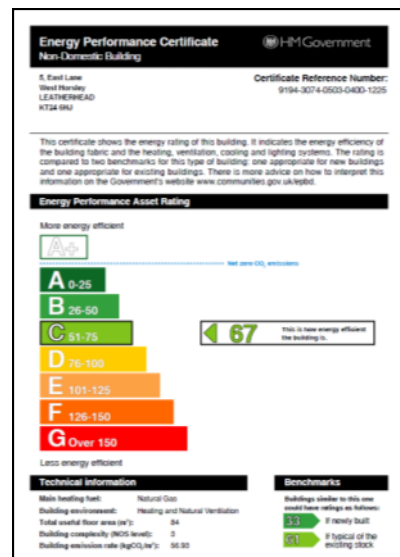 Energy Performance Certificate
HM Government
Non-Domestic Building
5, East Lane
West Horsley
LEATHERHEAD
KT24 6HJ
Certificate Reference Number:
9194-3074-0503-0400-1225
This certificate shows the energy rating of this building. It indicates the energy efficiency of
the building fabric and the heating, ventilation, cooling and lighting systems. The rating is
compared to two benchmarks for this type of building: one appropriate for new buildings
and one appropriate for existing buildings. There is more advice on how to interpret this
information on the Government's website www.communities.gov.uk/epbd.
Energy Performance Asset Rating
More energy efficient
A+
Net zero CO₂ emissions
A 0-25
B 26-50
C 51-75
67
This is how energy efficient
the building is.
D 76-100
E 101-125
F 126-150
G Over 150
Less energy efficient
Technical information
Main heating fuel: Natural Gas
Building environment: Heating and Natural Ventilation
Total useful floor area (m²): 84
Building complexity (NOS level): 3
Building emission rate (kgCO₂/m²): 56.93
Benchmarks
Buildings similar to this one
could have ratings as follows:
33 If newly built
If typical of the
existing stock